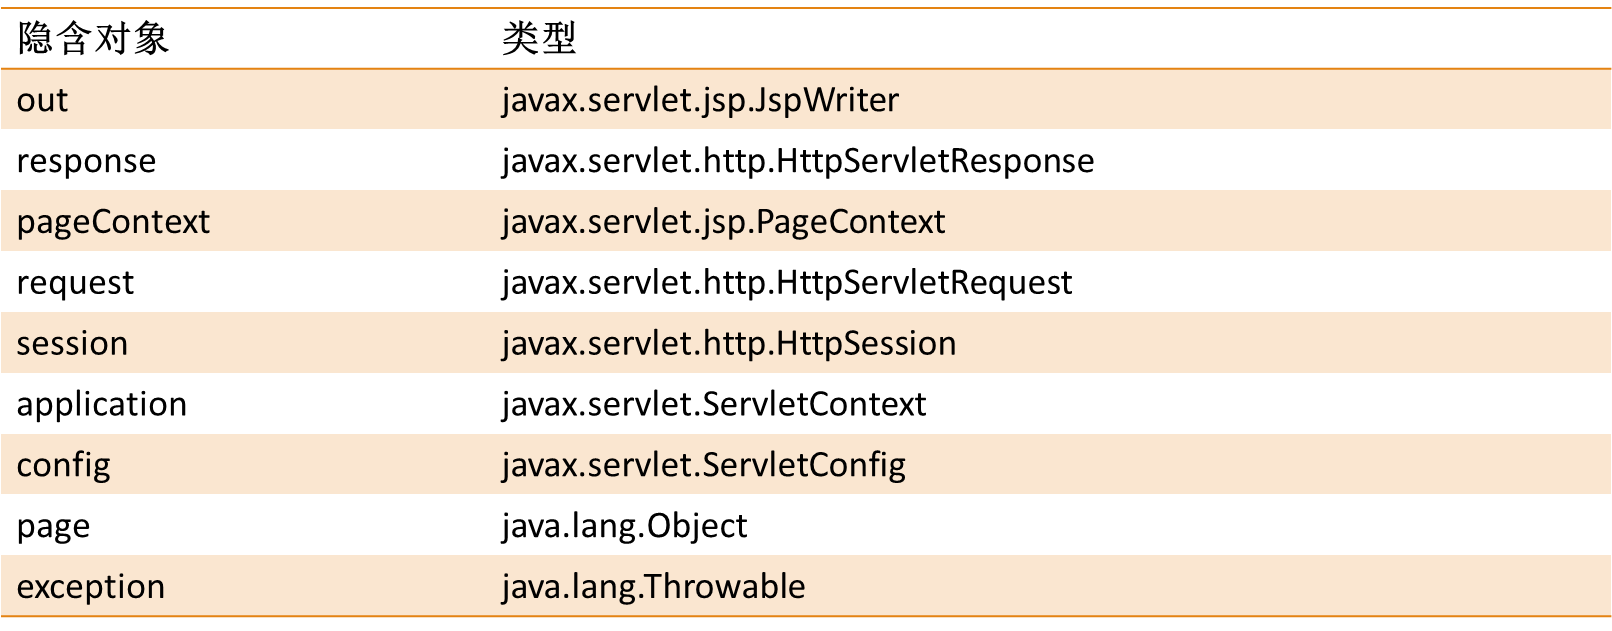 隐含对象 类型
out javax.servlet.jsp.JspWriter
response javax.servlet.http.HttpServletResponse
pageContext javax.servlet.jsp.PageContext
request javax.servlet.http.HttpServletRequest
session javax.servlet.http.HttpSession
application javax.servlet.ServletContext
config javax.servlet.ServletConfig
page java.lang.Object
exception java.lang.Throwable